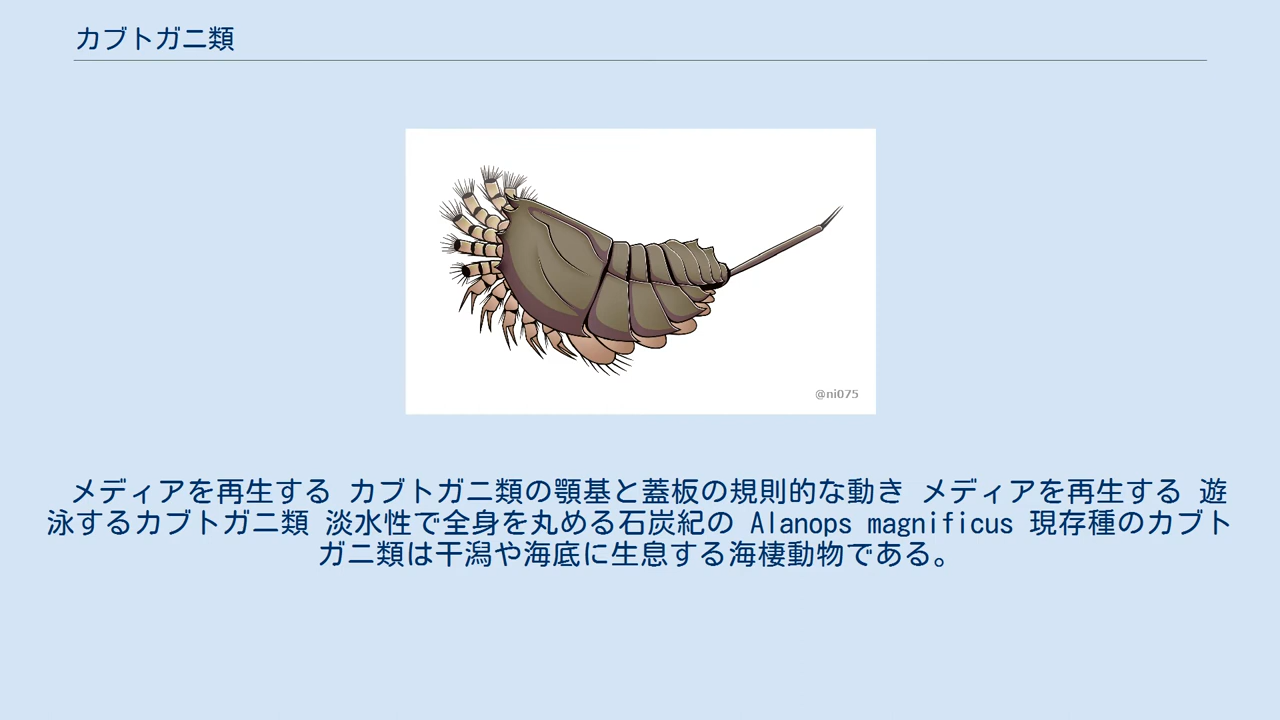 カブトガニ類
@ni075
メディアを再生する カブトガニ類の顎基と蓋板の規則的な動き メディアを再生する 遊
泳するカブトガニ類 淡水性で全身を丸める石炭紀の Alanops magnificus 現存種のカブト
ガニ類は干潟や海底に生息する海棲動物である。